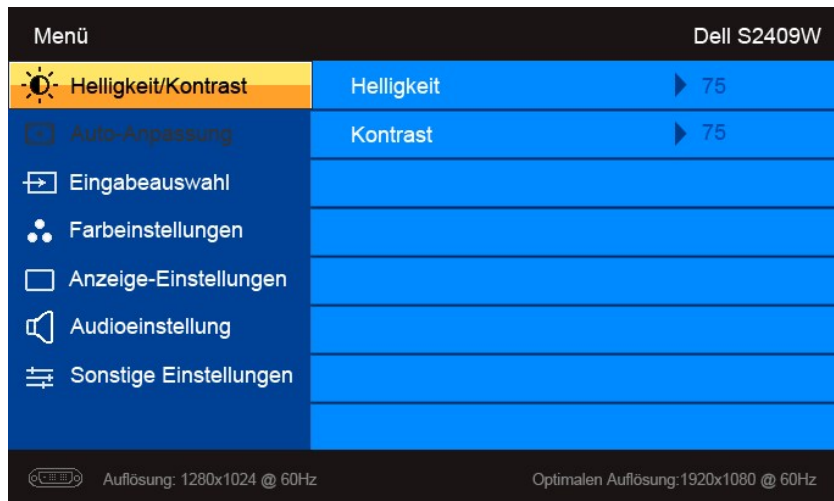 Menü
Dell S2409W
Helligkeit/Kontrast
Helligkeit 75
Auto-Anpassung
Kontrast 75
Eingabeauswahl
Farbeinstellungen
Anzeige-Einstellungen
Audioeinstellung
Sonstige Einstellungen
Auflösung: 1280x1024 @ 60Hz
Optimalen Auflösung:1920x1080 @ 60Hz